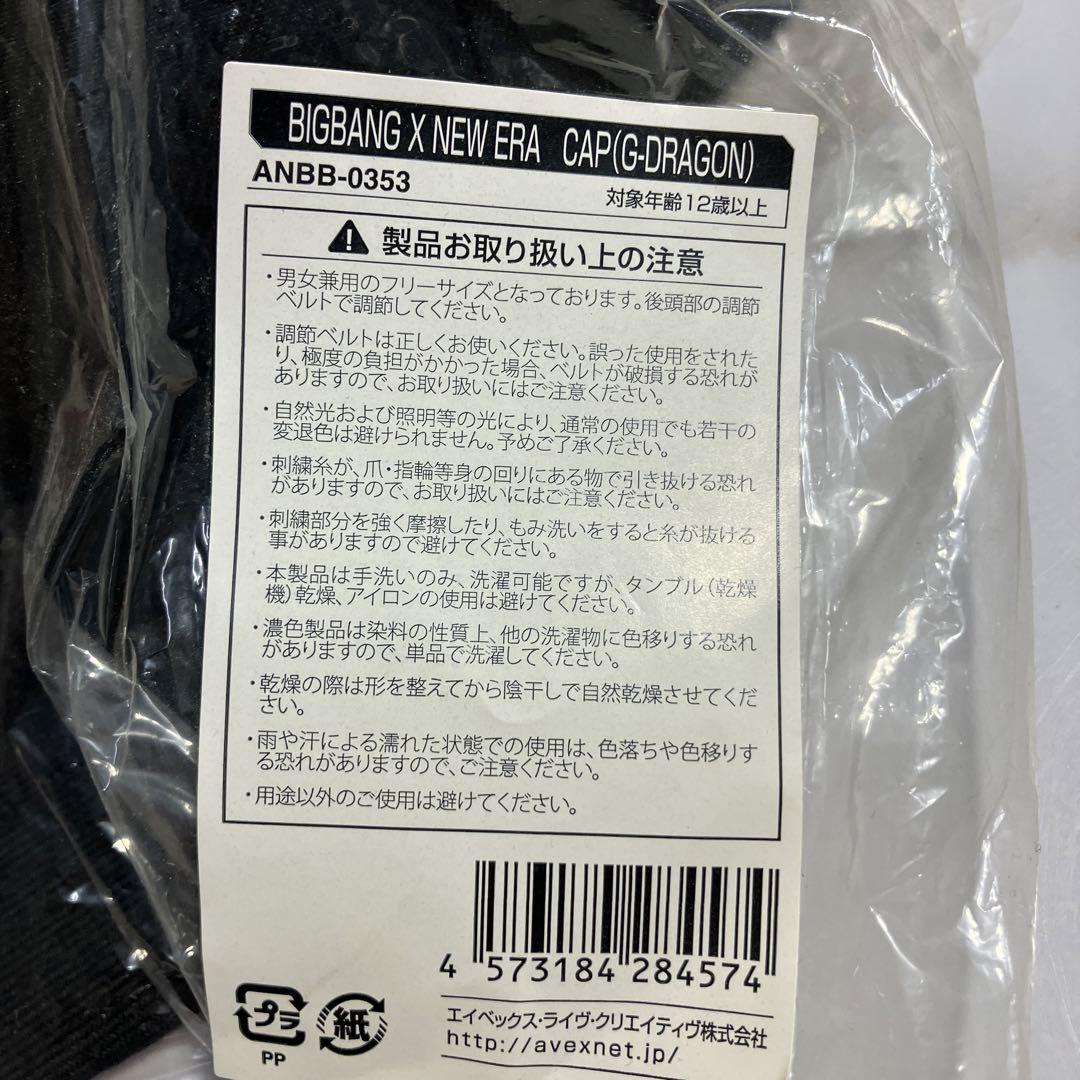 BIGBANG X NEW ERA CAP(G-DRAGON)
ANBB-0353
対象年齢12歳以上
製品お取り扱い上の注意
・男女兼用のフリーサイズとなっております。後頭部の調節
ベルトで調節してください。
・調節ベルトは正しくお使いください。誤った使用をされた
り、極度の負担がかかった場合、ベルトが破損する恐れが
ありますので、お取り扱いにはご注意ください。
・自然光および照明等の光により、通常の使用でも若干の
変退色は避けられません。予めご了承ください。
・刺繍糸が、爪・指輪等身の回りにある物で引き抜ける恐れ
がありますので、お取り扱いにはご注意ください。
・刺繍部分を強く摩擦したり、もみ洗いをすると糸が抜ける
事がありますので避けてください。
・本製品は手洗いのみ、洗濯可能ですが、タンブル(乾燥
機)乾燥、アイロンの使用は避けてください。
・濃色製品は染料の性質上、他の洗濯物に色移りする恐れ
がありますので、単品で洗濯してください。
・乾燥の際は形を整えてから陰干しで自然乾燥させてくだ
さい。
・雨や汗による濡れた状態での使用は、色落ちや色移りす
る恐れがありますので、ご注意ください。
・用途以外のご使用は避けてください。
4 573184 284574
プラ
PP
紙
エイベックス・ライヴ・クリエイティヴ株式会社
http://avexnet.jp/